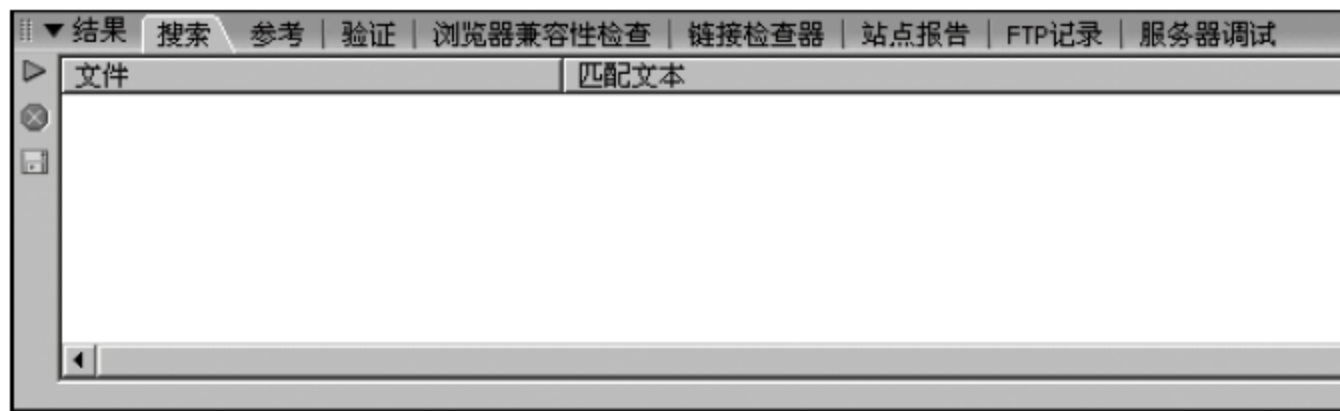 结果 搜索 参考 | 验证 | 浏览器兼容性检查 | 链接检查器 | 站点报告 | FTP记录 | 服务器调试
文件 匹配文本